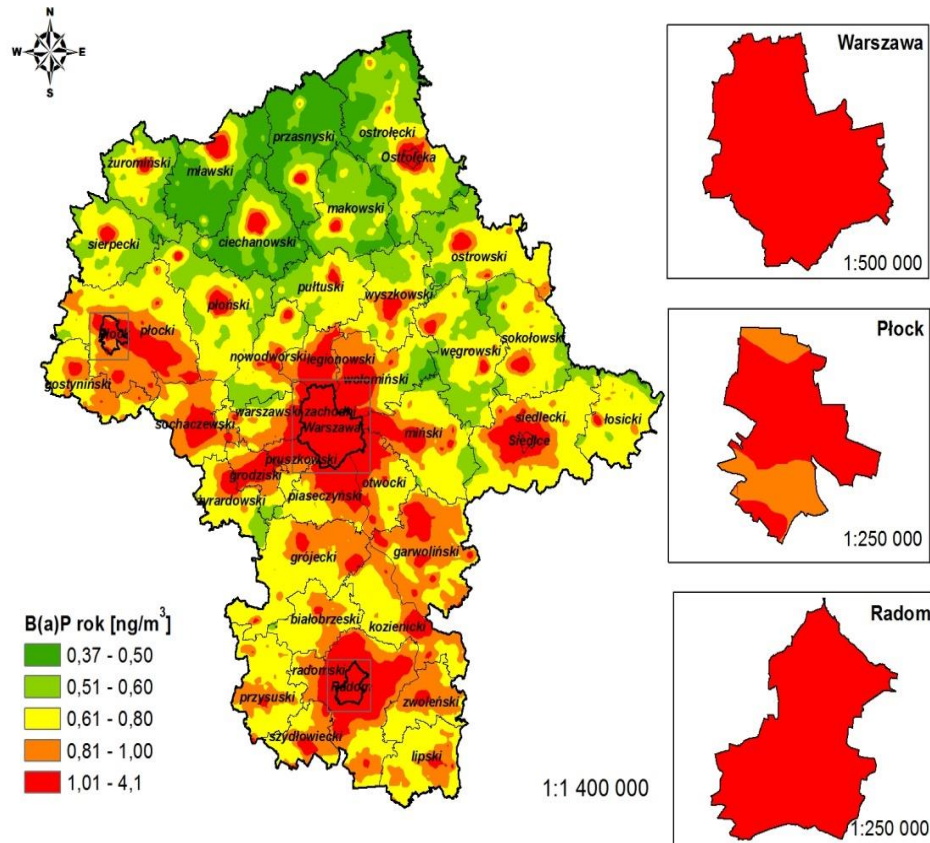 N
W
E
S
Warszawa
1:500 000
Płock
1:250 000
Radom
1:250 000
przasnyski
ostrołęcki
Ostrołęka
żuromiński
mławski
makowski
sierpecki
ciechanowski
ostrowski
pułtuski
płoński
wyszkowski
Płock
płocki
sokołowski
węgrowski
nowodworski
legionowski
wołomiński
gostyniński
warszawski zachodni
sochaczewski
Warszawa
miński
siedlecki
Siedlce
łosicki
pruszkowski
grodziski
otwocki
żyrardowski
piaseczyński
grójecki
garwoliński
białobrzeski
kozienicki
radomski
Radom
przysuski
zwoleński
szydłowiecki
lipski
B(a)P rok [ng/m³]
0,37 - 0,50
0,51 - 0,60
0,61 - 0,80
0,81 - 1,00
1,01 - 4,1
1:1 400 000